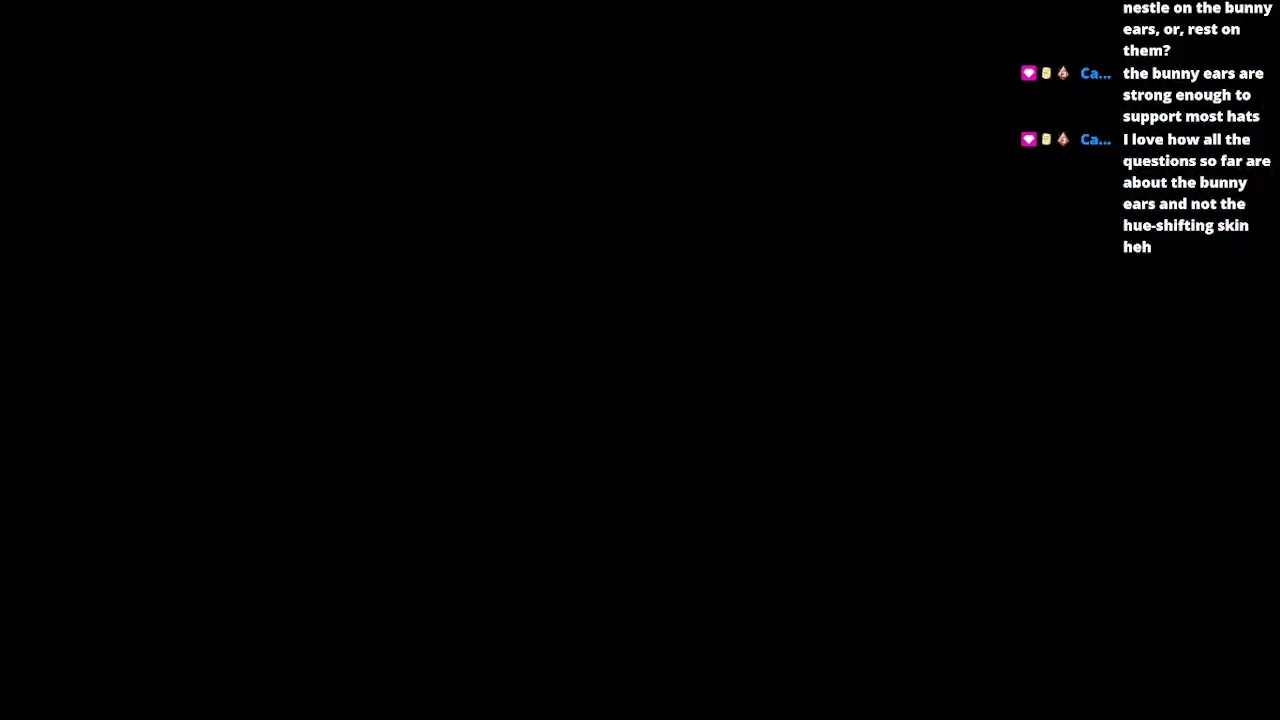 nestle on the bunny
ears, or, rest on
them?
Ca... the bunny ears are
strong enough to
support most hats
Ca... I love how all the
questions so far are
about the bunny
ears and not the
hue-shifting skin
heh